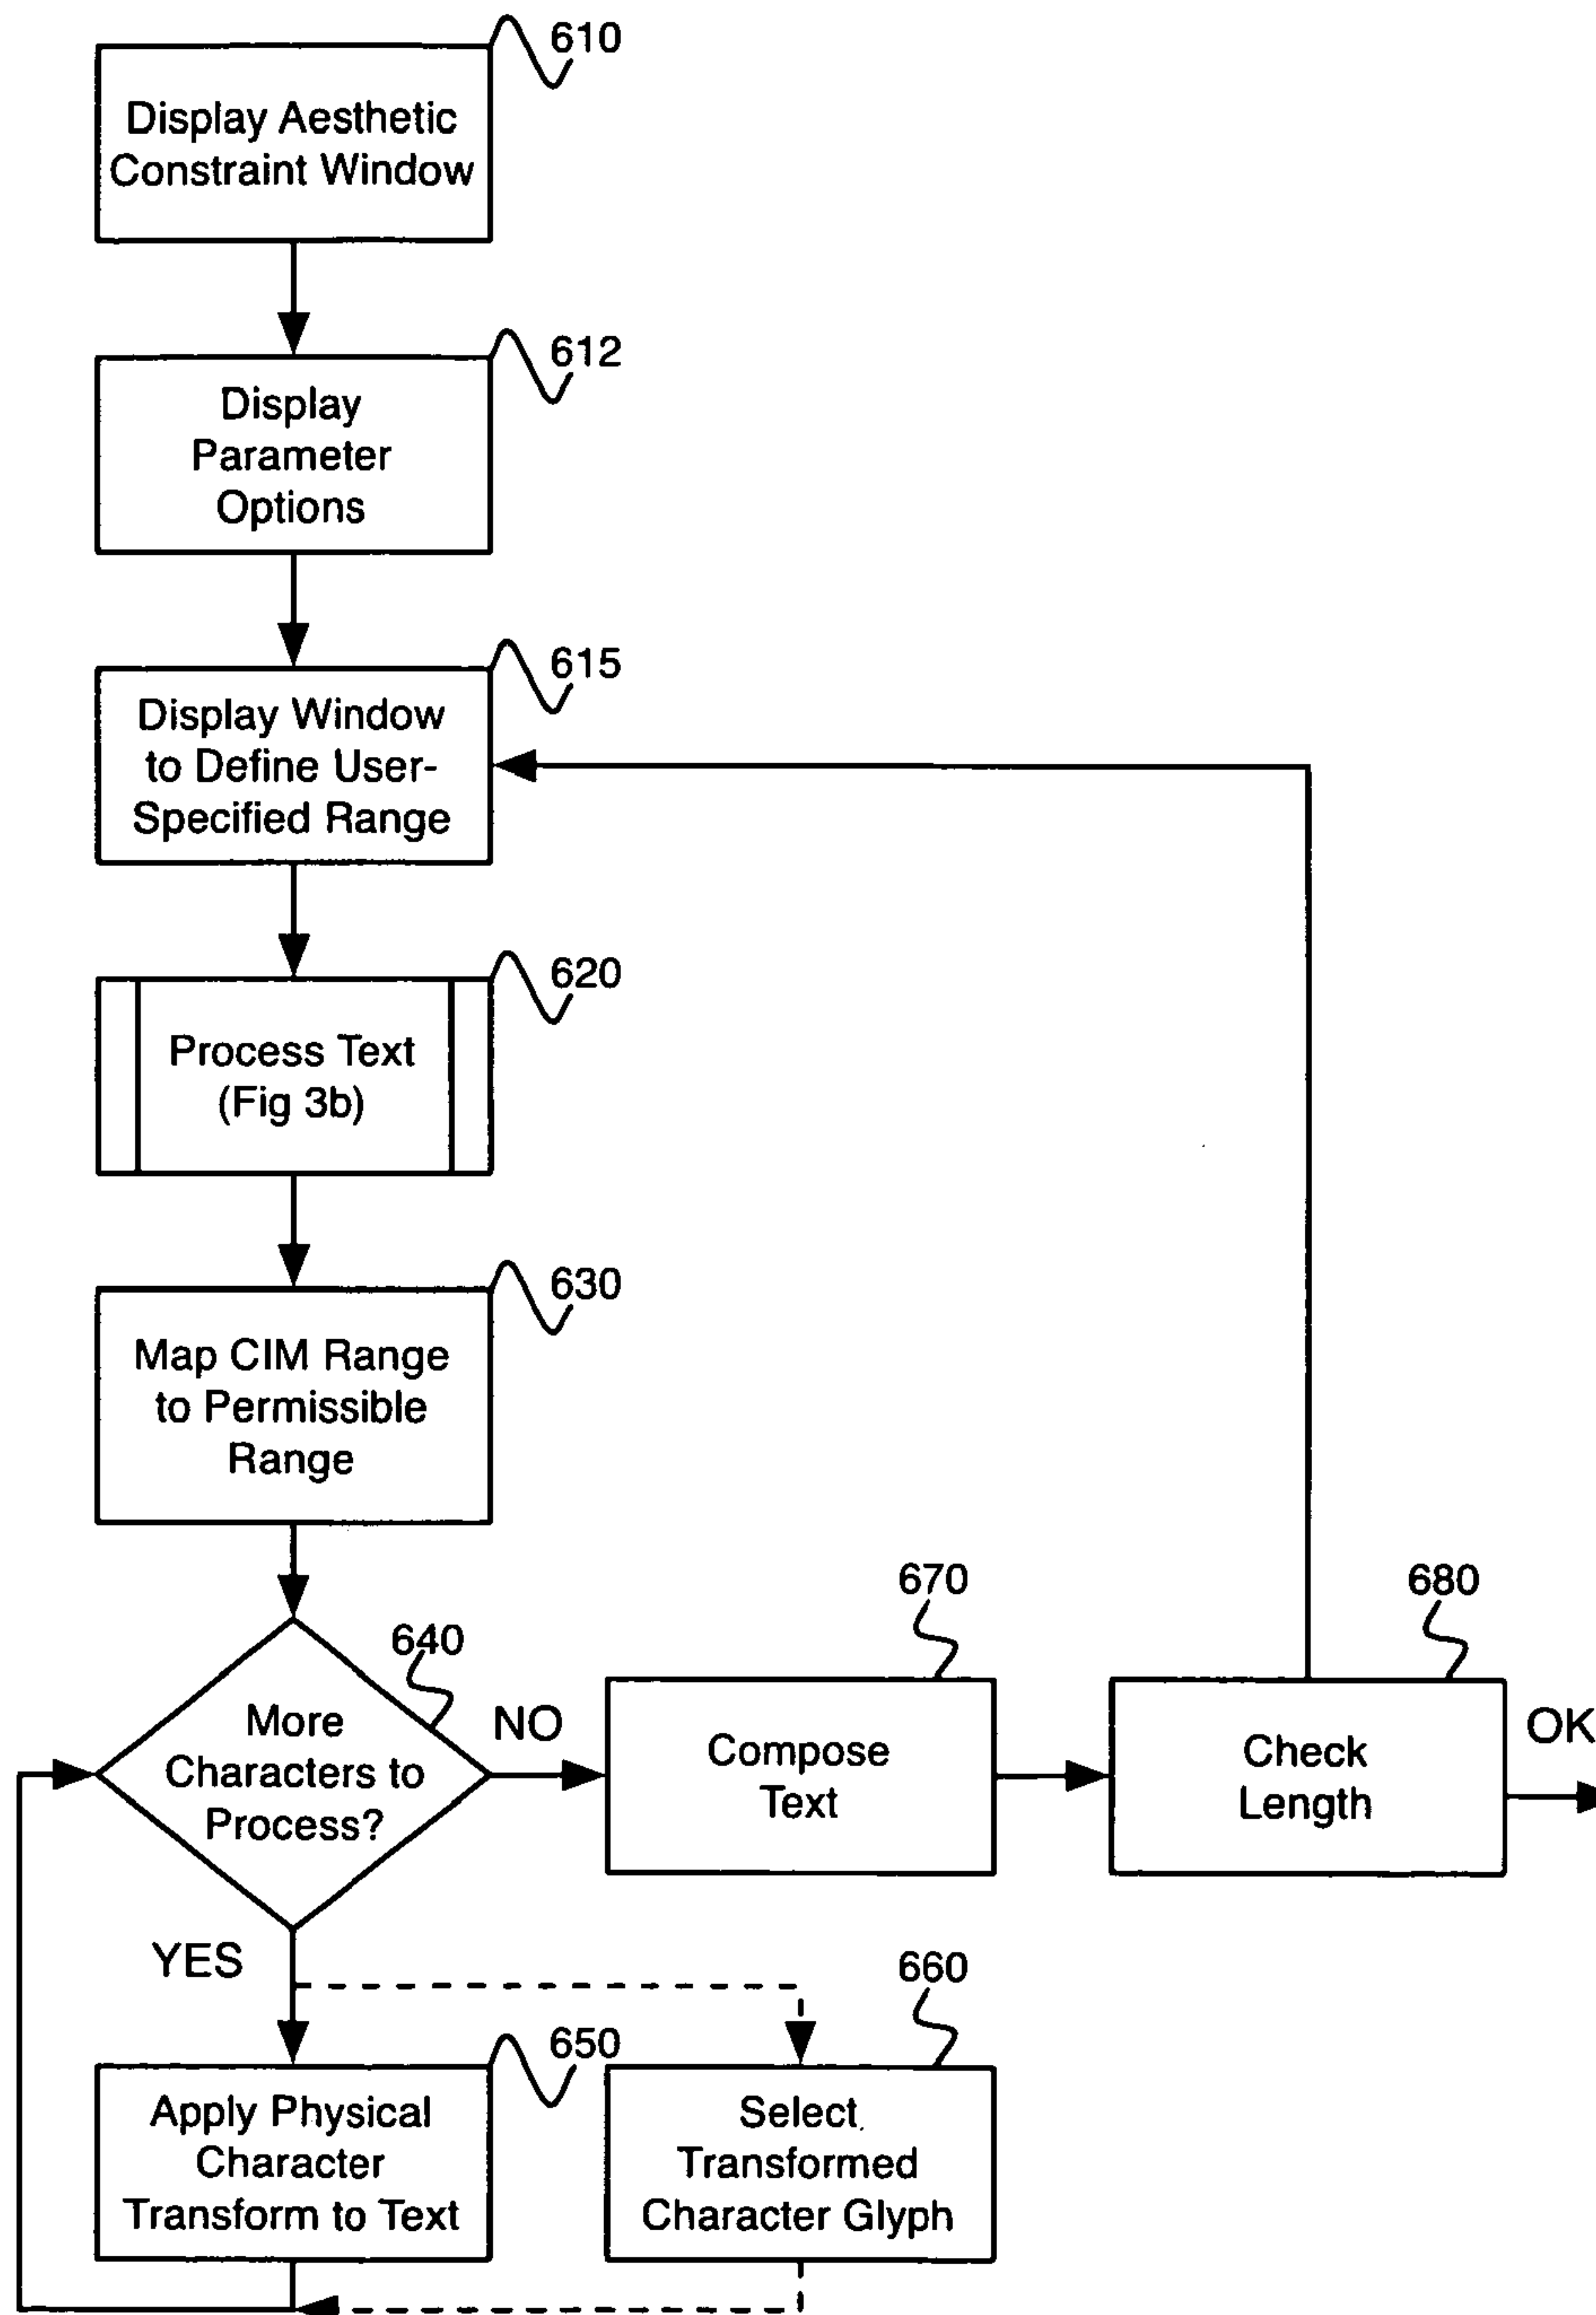 610
Display Aesthetic
Constraint Window
612
Display
Parameter
Options
615
Display Window
to Define User-
Specified Range
620
Process Text
(Fig 3b)
630
Map CIM Range
to Permissible
Range
640
More
Characters to
Process?
NO
670
Compose
Text
680
Check
Length
OK
YES
650
Apply Physical
Character
Transform to Text
660
Select
Transformed
Character Glyph